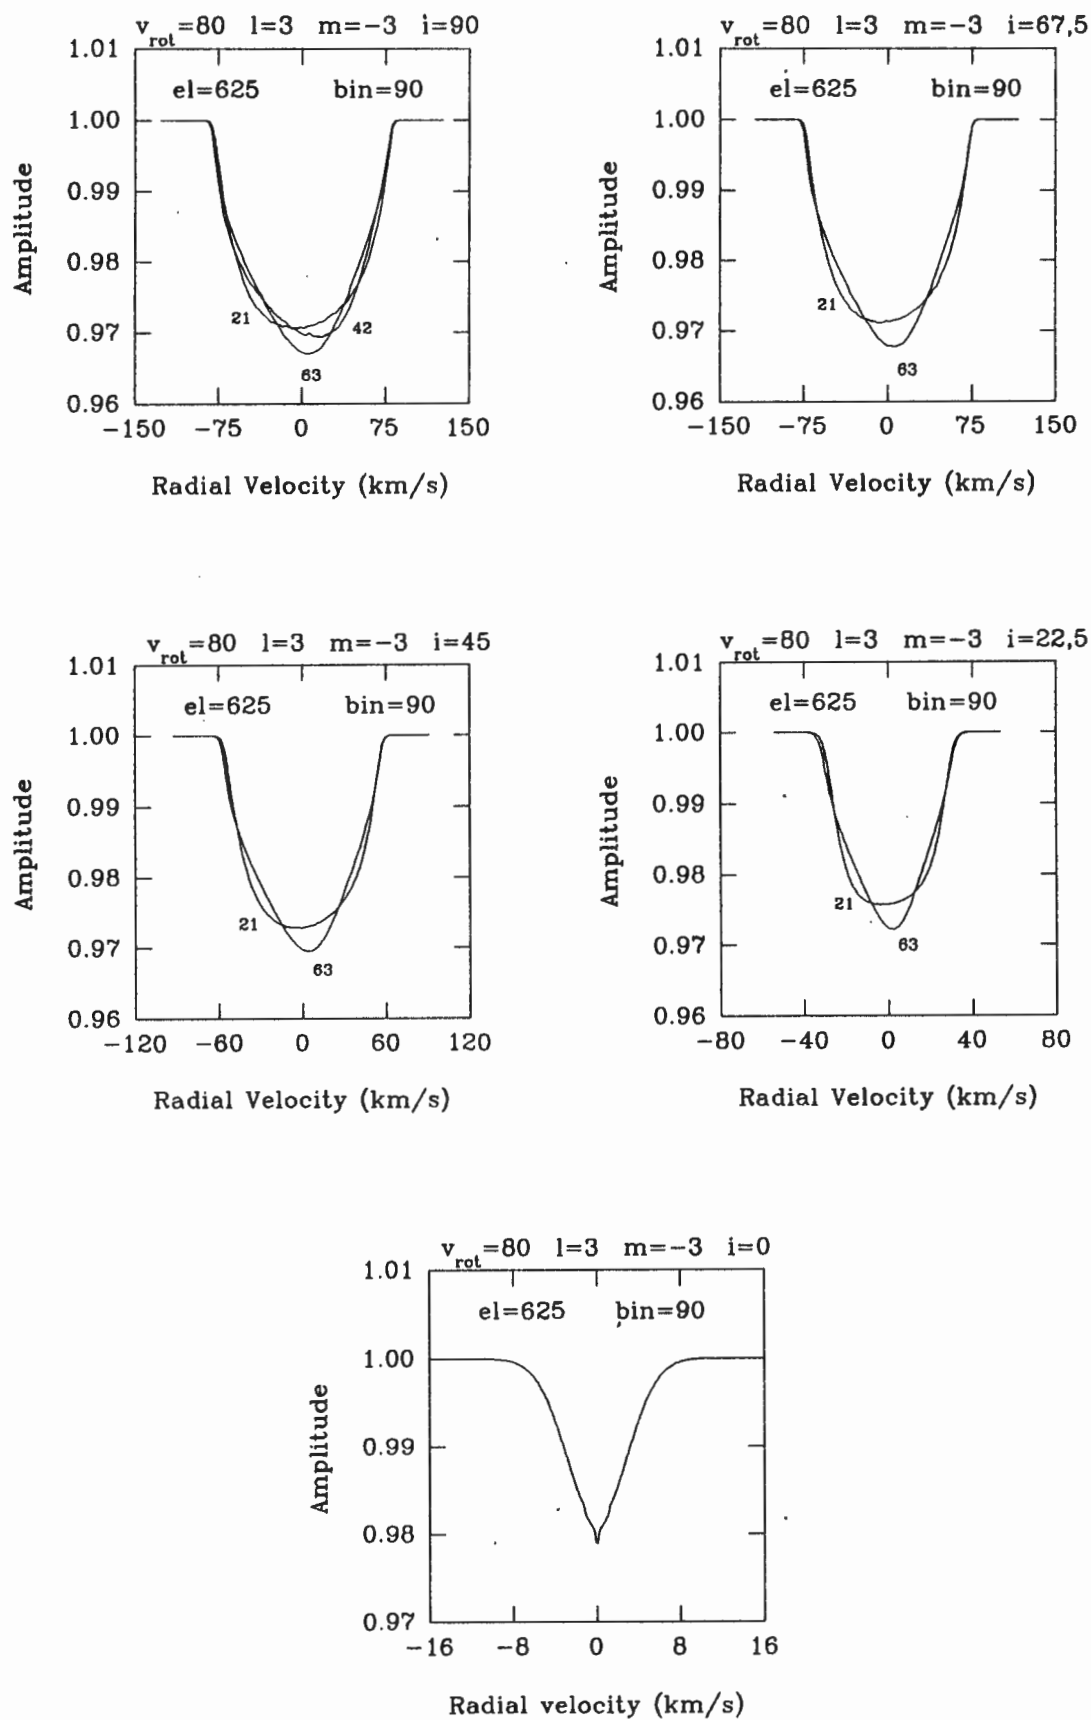 v_rot=80 l=3 m=−3 i=90
1.01
el=625 bin=90
1.00
0.99
0.98
0.97
0.96
21
42
63
−150 −75 0 75 150
Amplitude
Radial Velocity (km/s)
v_rot=80 l=3 m=−3 i=67,5
1.01
el=625 bin=90
1.00
0.99
0.98
0.97
0.96
21
63
−150 −75 0 75 150
Amplitude
Radial Velocity (km/s)
v_rot=80 l=3 m=−3 i=45
1.01
el=625 bin=90
1.00
0.99
0.98
0.97
0.96
21
63
−120 −60 0 60 120
Amplitude
Radial Velocity (km/s)
v_rot=80 l=3 m=−3 i=22,5
1.01
el=625 bin=90
1.00
0.99
0.98
0.97
0.96
21
63
−80 −40 0 40 80
Amplitude
Radial Velocity (km/s)
v_rot=80 l=3 m=−3 i=0
1.01
el=625 bin=90
1.00
0.99
0.98
0.97
−16 −8 0 8 16
Amplitude
Radial velocity (km/s)